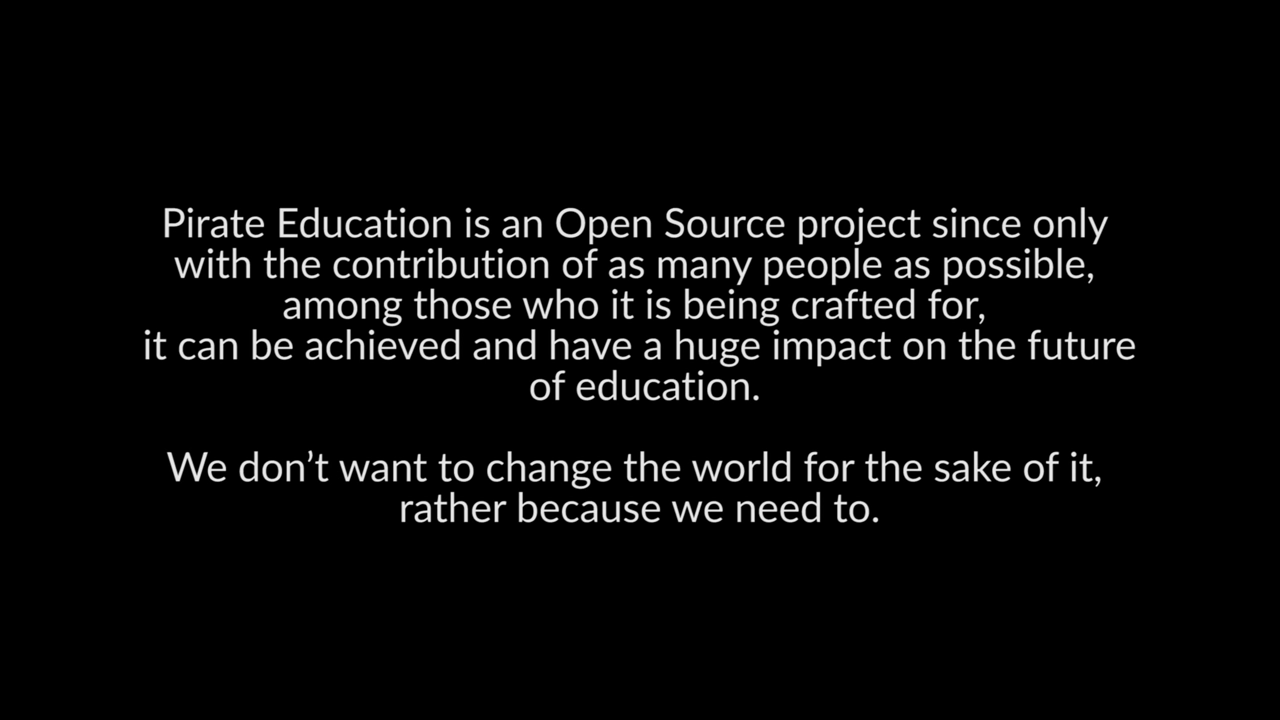 Pirate Education is an Open Source project since only
with the contribution of as many people as possible,
among those who it is being crafted for,
it can be achieved and have a huge impact on the future
of education.
We don’t want to change the world for the sake of it,
rather because we need to.